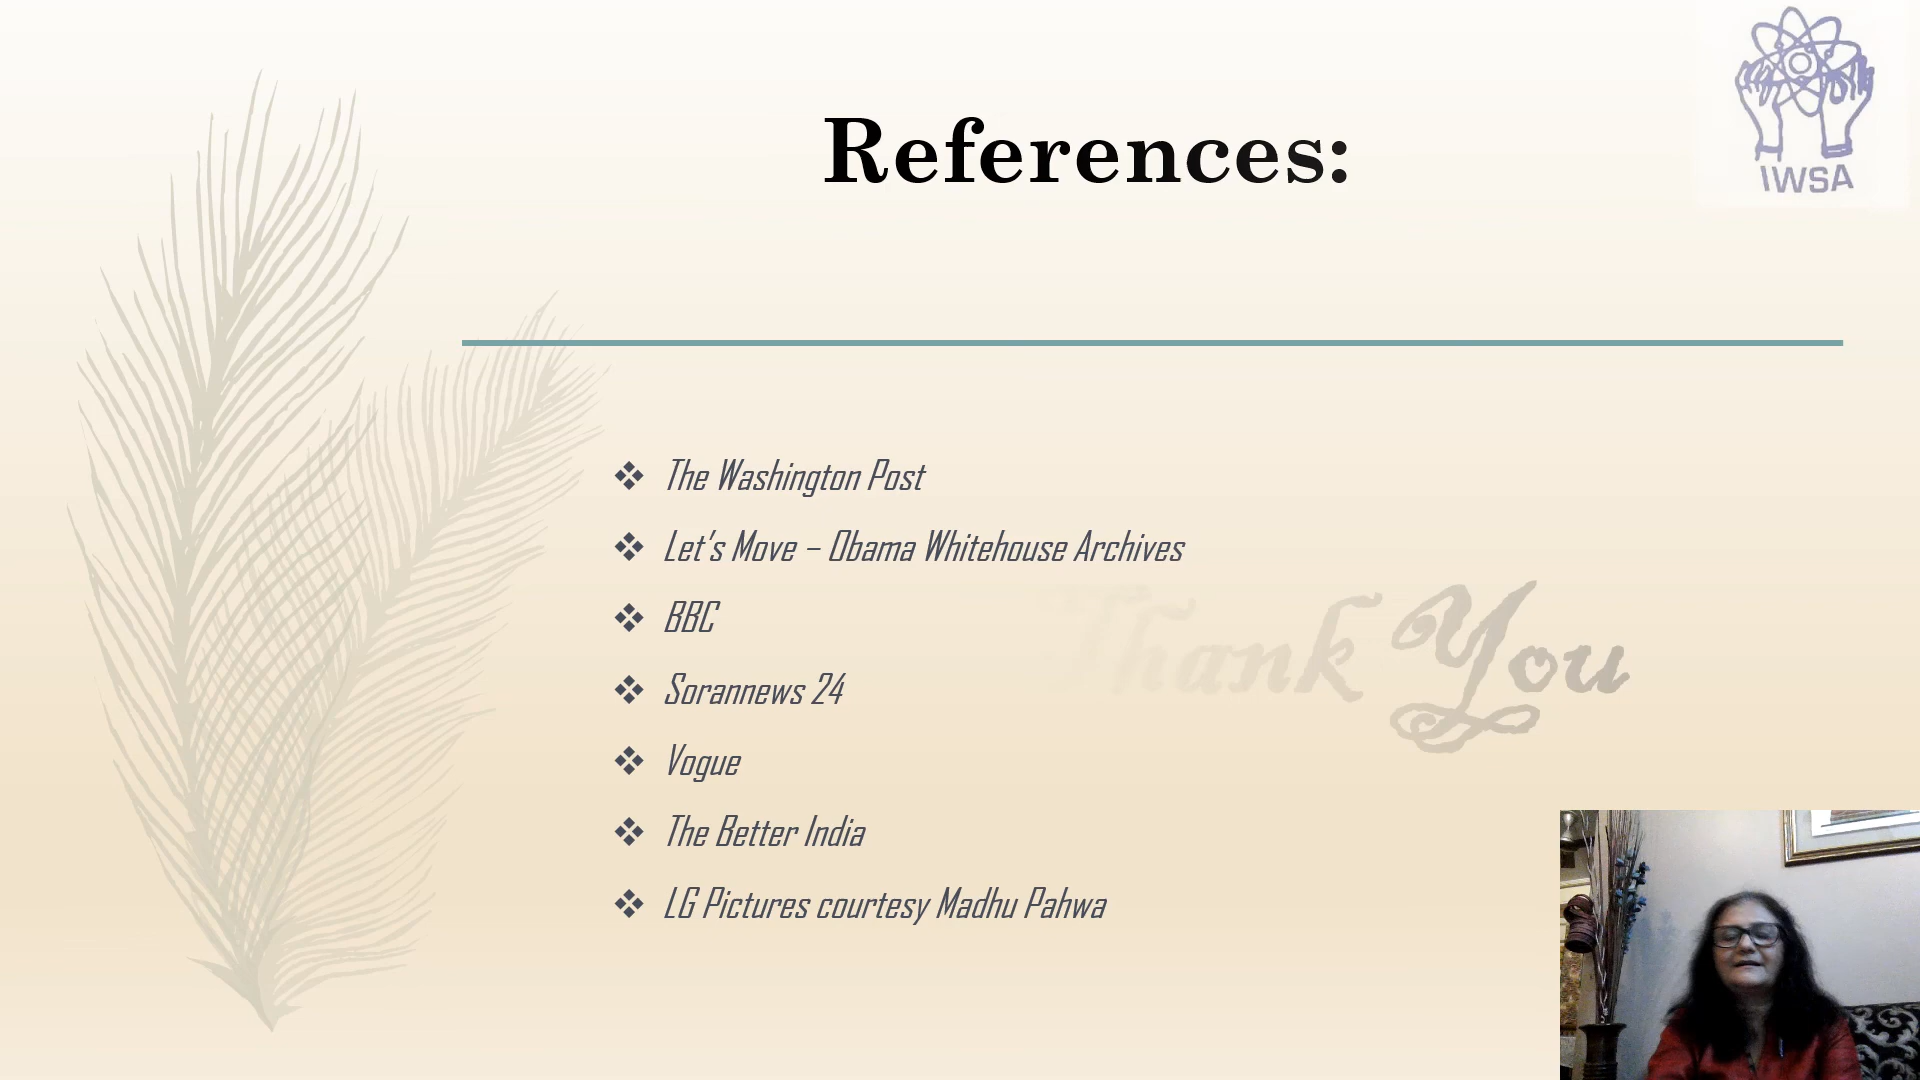 IWSA
References:
The Washington Post
Let's Move – Obama Whitehouse Archives
BBC
Sorannews 24
Vogue
The Better India
LG Pictures courtesy Madhu Pahwa
Thank You